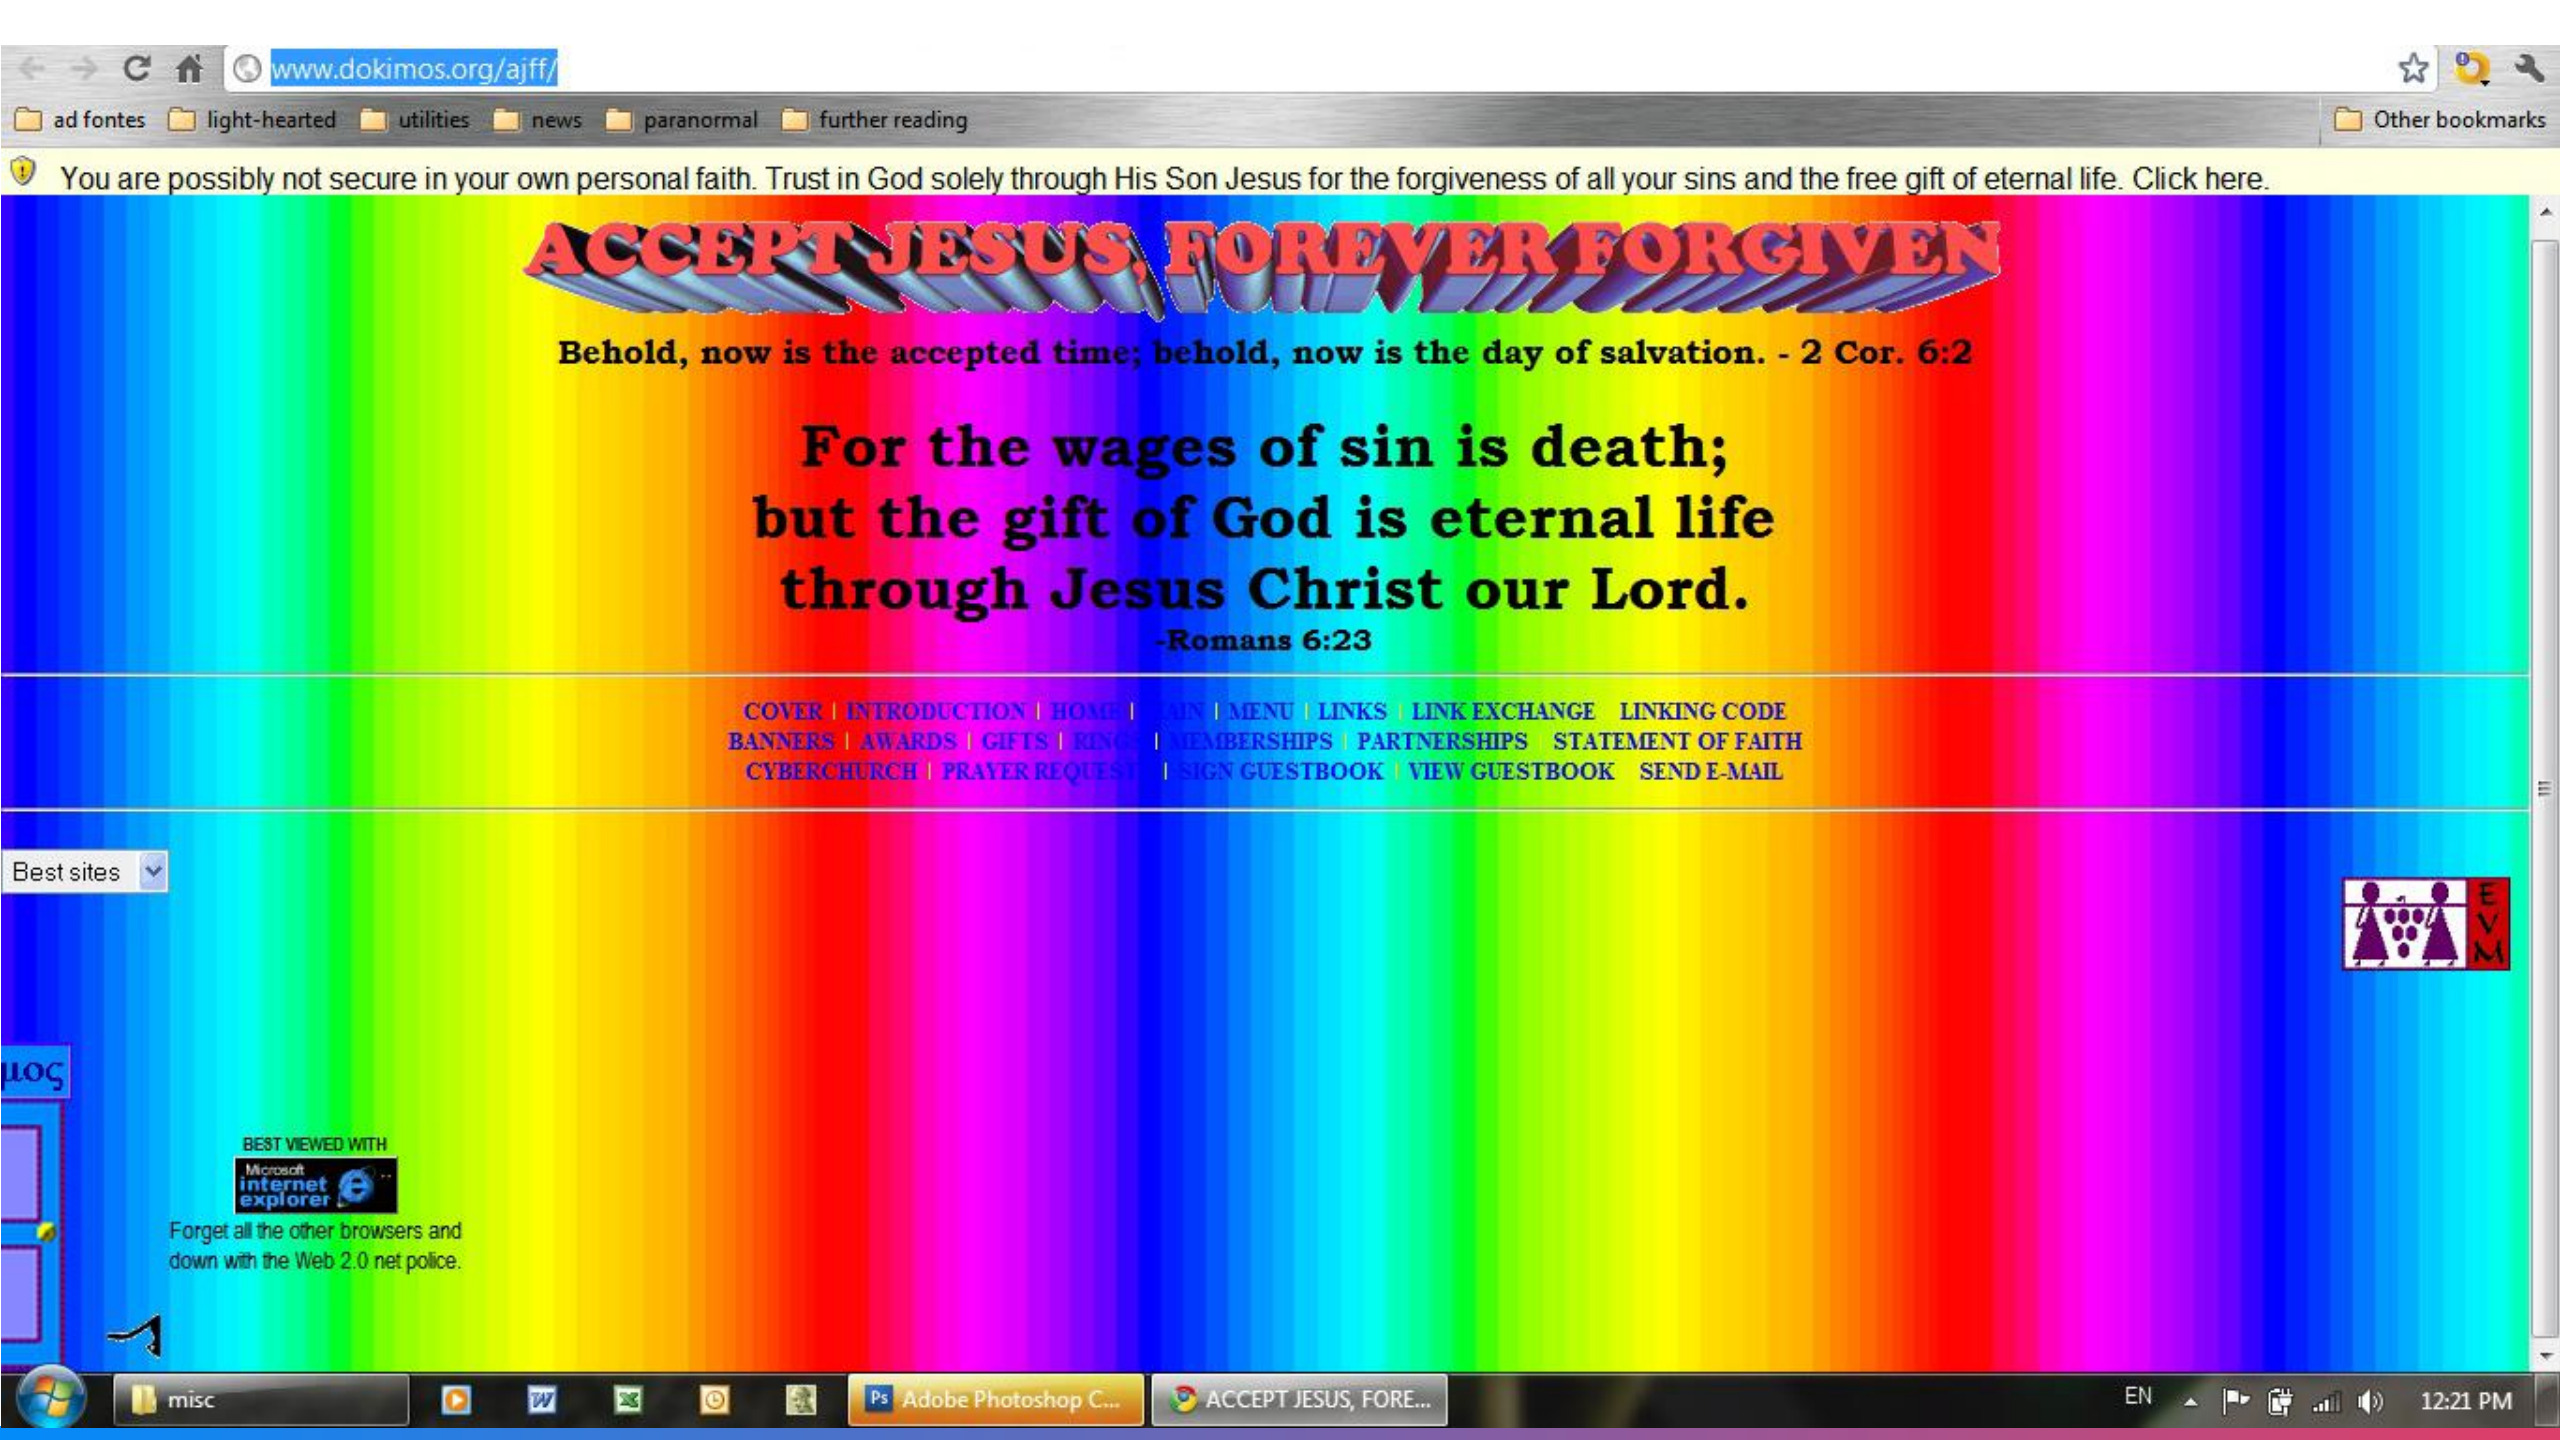 www.dokimos.org/ajff/
ad fontes light-hearted utilities news paranormal further reading Other bookmarks
You are possibly not secure in your own personal faith. Trust in God solely through His Son Jesus for the forgiveness of all your sins and the free gift of eternal life. Click here.
ACCEPT JESUS, FOREVER FORGIVEN
Behold, now is the accepted time; behold, now is the day of salvation. - 2 Cor. 6:2
For the wages of sin is death;
but the gift of God is eternal life
through Jesus Christ our Lord.
-Romans 6:23
COVER | INTRODUCTION | HOME | MAIN | MENU | LINKS | LINK EXCHANGE LINKING CODE
BANNERS | AWARDS | GIFTS | RINGS | MEMBERSHIPS | PARTNERSHIPS STATEMENT OF FAITH
CYBERCHURCH | PRAYER REQUEST | SIGN GUESTBOOK | VIEW GUESTBOOK SEND E-MAIL
Best sites
EVM
μος
BEST VIEWED WITH
Microsoft
internet
explorer
Forget all the other browsers and
down with the Web 2.0 net police.
misc
Ps Adobe Photoshop C...
ACCEPT JESUS, FORE...
EN
12:21 PM